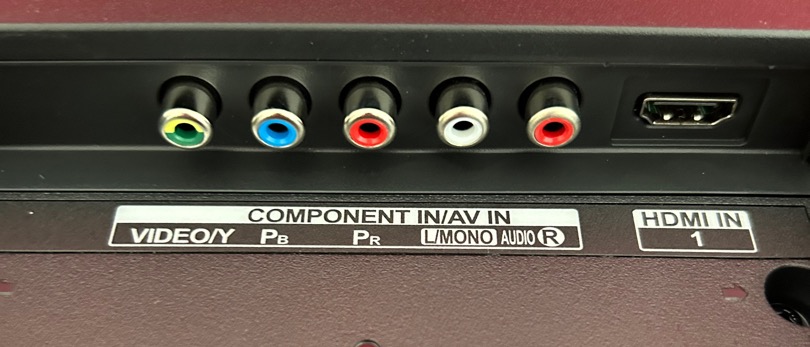 COMPONENT IN/AV IN
VIDEO/Y PB PR L/MONO AUDIO R
HDMI IN
1